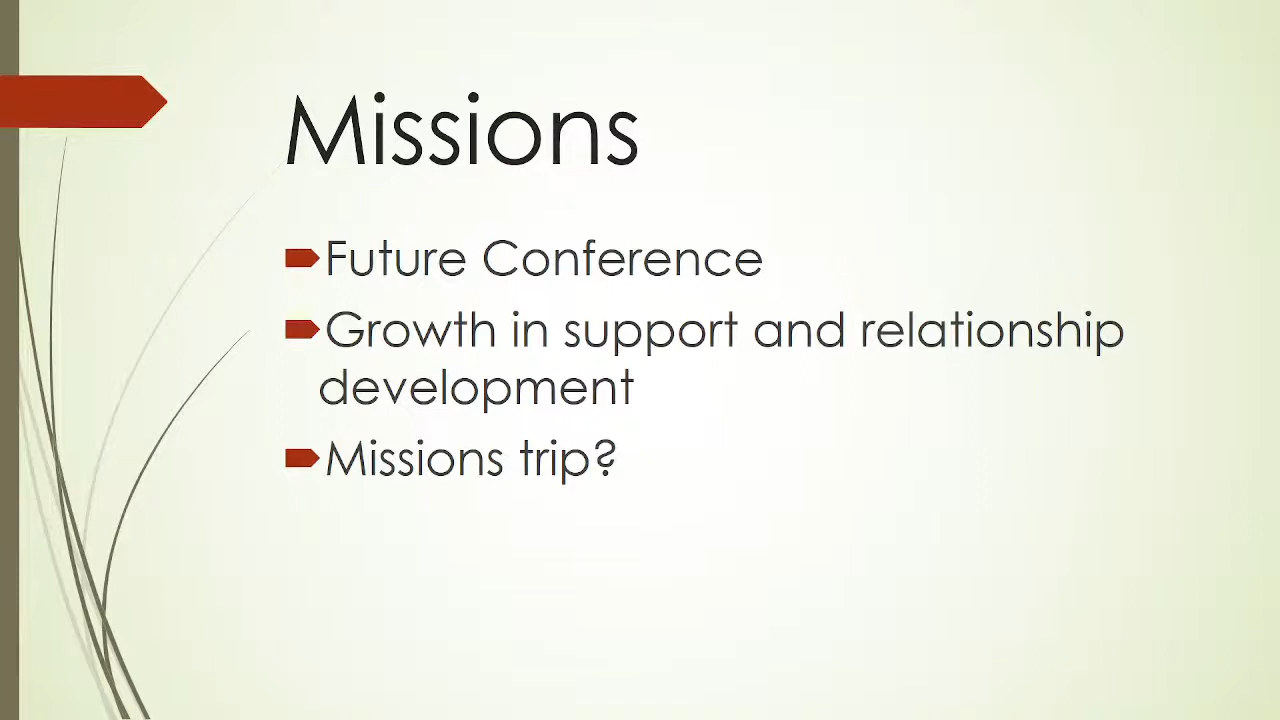 Missions
Future Conference
Growth in support and relationship
development
Missions trip?